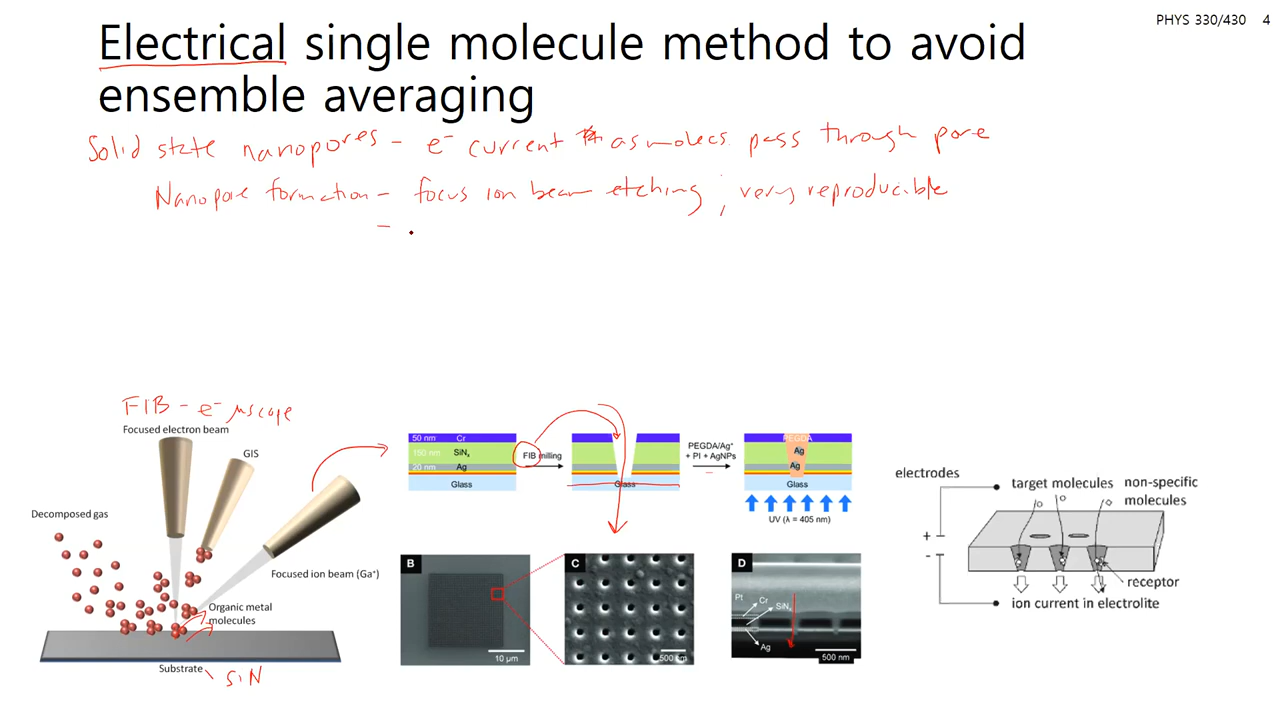 PHYS 330/430 4
Electrical single molecule method to avoid
ensemble averaging
Solid state nanopores - e⁻ current as molecs. pass through pore
Nanopore formation - focus ion beam etching ; very reproducible
-
FIB - e⁻ μscope
Focused electron beam
GIS
Decomposed gas
Focused ion beam (Ga⁺)
Organic metal
molecules
Substrate
SiN
50 nm Cr
150 nm SiNₓ
20 nm Ag
Glass
FIB milling
Glass
PEGDA/Ag⁺
+ PI + AgNPs
PEGDA
Ag
Ag
Glass
UV (λ = 405 nm)
B
10 μm
C
500 nm
D
Pt
Cr
SiNₓ
Ag
500 nm
electrodes
target molecules
non-specific
molecules
+
-
receptor
ion current in electrolite